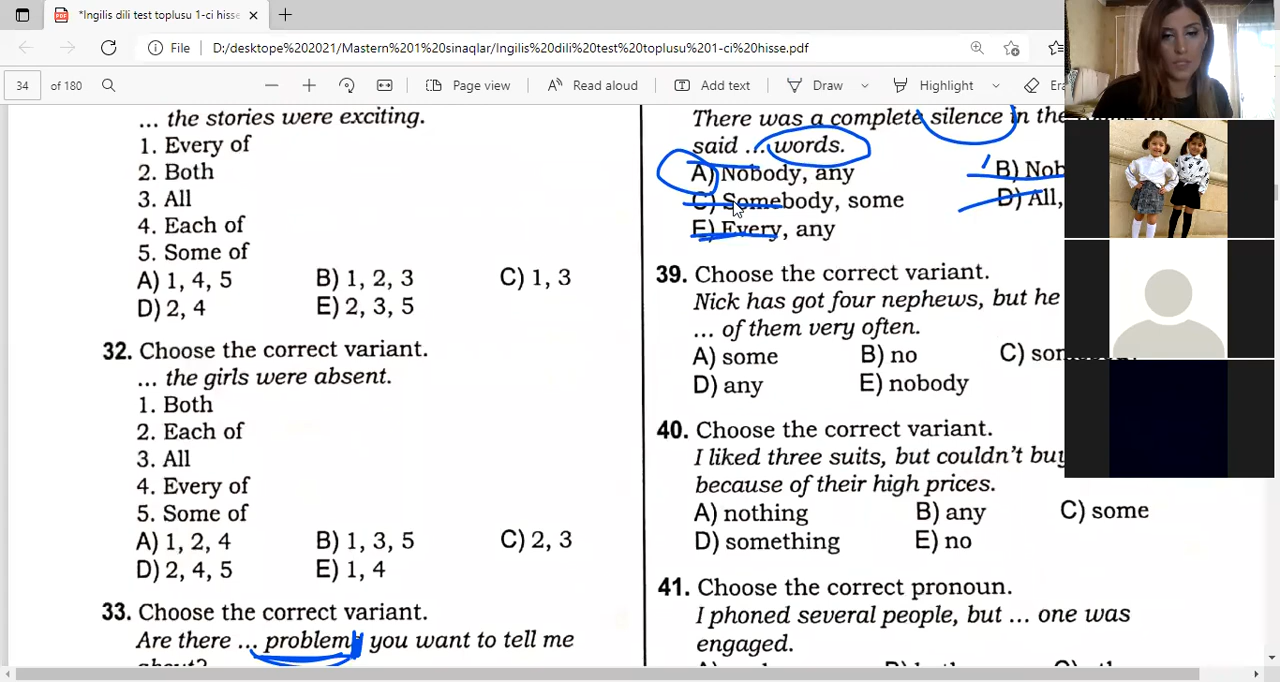 *Ingilis dili test toplusu 1-ci hisse
File
D:/desktope%202021/Mastern%201%20sınaqlar/Ingilis%20dili%20test%20toplusu%201-ci%20hisse.pdf
34 of 180
Page view
Read aloud
Add text
Draw
Highlight
... the stories were exciting.
1. Every of
2. Both
3. All
4. Each of
5. Some of
A) 1, 4, 5 B) 1, 2, 3 C) 1, 3
D) 2, 4 E) 2, 3, 5
32. Choose the correct variant.
... the girls were absent.
1. Both
2. Each of
3. All
4. Every of
5. Some of
A) 1, 2, 4 B) 1, 3, 5 C) 2, 3
D) 2, 4, 5 E) 1, 4
33. Choose the correct variant.
Are there ... problem you want to tell me
about?
There was a complete silence in the
said ... words.
A) Nobody, any B)
C) Somebody, some D) All,
E) Every, any
39. Choose the correct variant.
Nick has got four nephews, but he
... of them very often.
A) some B) no C)
D) any E) nobody
40. Choose the correct variant.
I liked three suits, but couldn't buy
because of their high prices.
A) nothing B) any C) some
D) something E) no
41. Choose the correct pronoun.
I phoned several people, but ... one was
engaged.